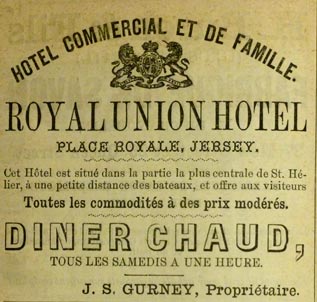 HOTEL COMMERCIAL ET DE FAMILLE.
ROYAL UNION HOTEL
PLACE ROYALE, JERSEY.
Cet Hôtel est situé dans la partie la plus centrale de St. Hé-
lier, à une petite distance des bateaux, et offre aux visiteurs
Toutes les commodités à des prix modérés.
DINER CHAUD,
TOUS LES SAMEDIS A UNE HEURE.
J. S. GURNEY, Propriétaire.